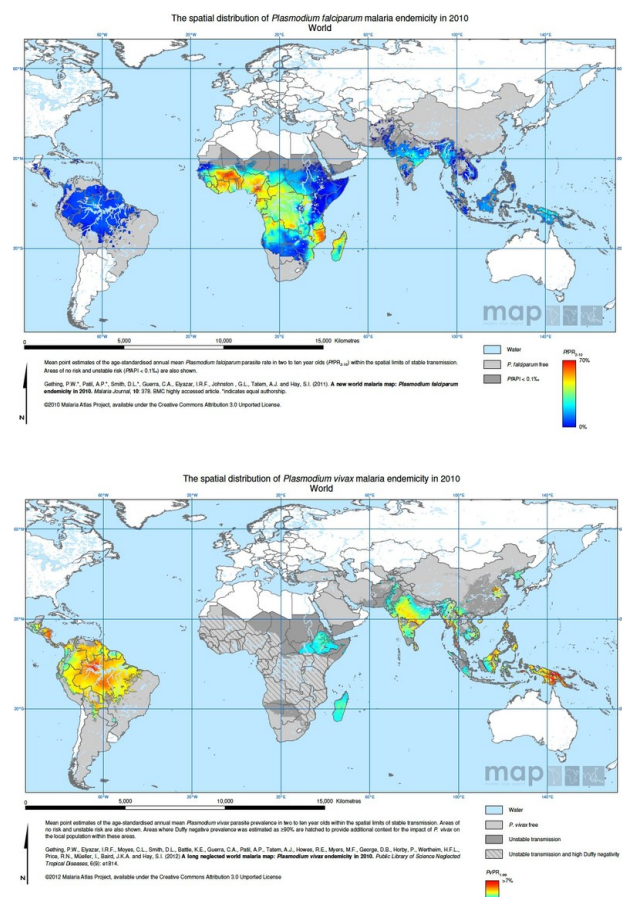 The spatial distribution of Plasmodium falciparum malaria endemicity in 2010
World
map
0 5,000 10,000 15,000 Kilometres
N
Mean point estimates of the age-standardised annual mean Plasmodium falciparum parasite rate in two to ten year olds (PfPR2-10) within the spatial limits of stable transmission.
Areas of no risk and unstable risk (PfAPI < 0.1‰) are also shown.
Gething, P.W.*, Patil, A.P.*, Smith, D.L.*, Guerra, C.A., Elyazar, I.R.F., Johnston, G.L., Tatem, A.J. and Hay, S.I. (2011). A new world malaria map: Plasmodium falciparum
endemicity in 2010. Malaria Journal, 10: 378. BMC highly accessed article. *indicates equal authorship.
©2010 Malaria Atlas Project, available under the Creative Commons Attribution 3.0 Unported License.
Water
P. falciparum free
PfAPI < 0.1‰
PfPR2-10
70%
0%
The spatial distribution of Plasmodium vivax malaria endemicity in 2010
World
map
0 5,000 10,000 15,000 Kilometres
N
Mean point estimates of the age-standardised annual mean Plasmodium vivax parasite prevalence in two to ten year olds within the spatial limits of stable transmission. Areas of
no risk and unstable risk are also shown. Areas where Duffy negative prevalence was estimated as ≥90% are hatched to provide additional context for the impact of P. vivax on
the local population within these areas.
Gething, P.W., Elyazar, I.R.F., Moyes, C.L., Smith, D.L., Battle, K.E., Guerra, C.A., Patil, A.P., Tatem, A.J., Howes, R.E., Myers, M.F., George, D.B., Horby, P., Wertheim, H.F.L.,
Price, R.N., Müeller, I., Baird, J.K.A. and Hay, S.I. (2012) A long neglected world malaria map: Plasmodium vivax endemicity in 2010. Public Library of Science Neglected
Tropical Diseases, 6(9): e1814.
©2012 Malaria Atlas Project, available under the Creative Commons Attribution 3.0 Unported License
Water
P. vivax free
Unstable transmission
Unstable transmission and high Duffy negativity
PvPR1-99
>7%